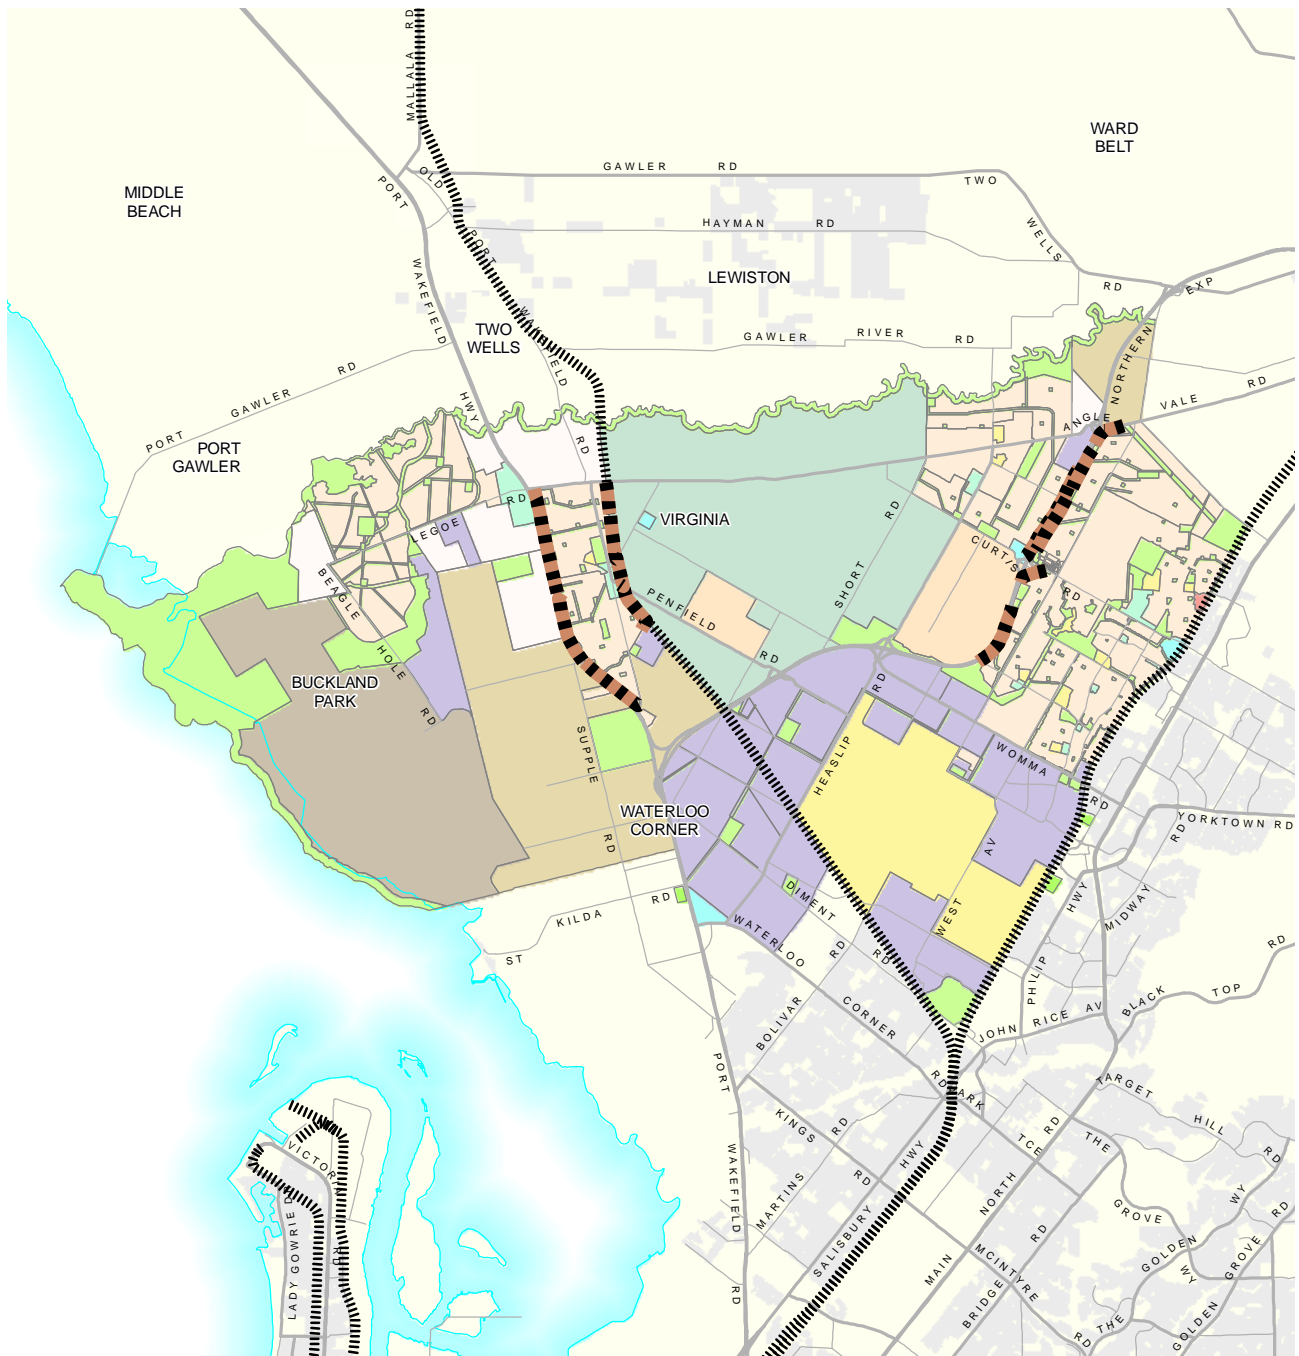 MALLALA RD
WARD
BELT
GAWLER RD
OLD
PORT
TWO
MIDDLE
BEACH
HAYMAN RD
WELLS
PORT
LEWISTON
WAKEFIELD
RD
EXP
TWO
WELLS
WAKEFIELD
GAWLER RIVER RD
NORTHERN
PORT GAWLER RD
HWY
VALE RD
ANGLE
PORT
GAWLER
RD
RD
LEGOE
VIRGINIA
RD
CURTIS
RD
BEAGLE
HOLE
RD
PENFIELD
RD
SHORT
BUCKLAND
PARK
RD
SUPPLE
RD
HEASLIP
WOMMA
RD
WATERLOO
CORNER
YORKTOWN RD
RD
AV
WEST
HWY
MIDWAY
DIMENT
RD
KILDA RD
ST
WATERLOO
CORNER
RD
RD
BOLIVAR
PHILIP
BLACK TOP
RD
JOHN RICE AV
PORT
WAKEFIELD
RD
PARK
TCE
TARGET
HILL
RD
KINGS
RD
RD
MARTINS
HWY
SALISBURY
NORTH
RD
MAIN
THE
GROVE
WY
VICTORIA
RD
LADY GOWRIE D
MCINTYRE
RD
RD
BRIDGE
THE
GOLDEN
WY
GOLDEN
GROVE
RD